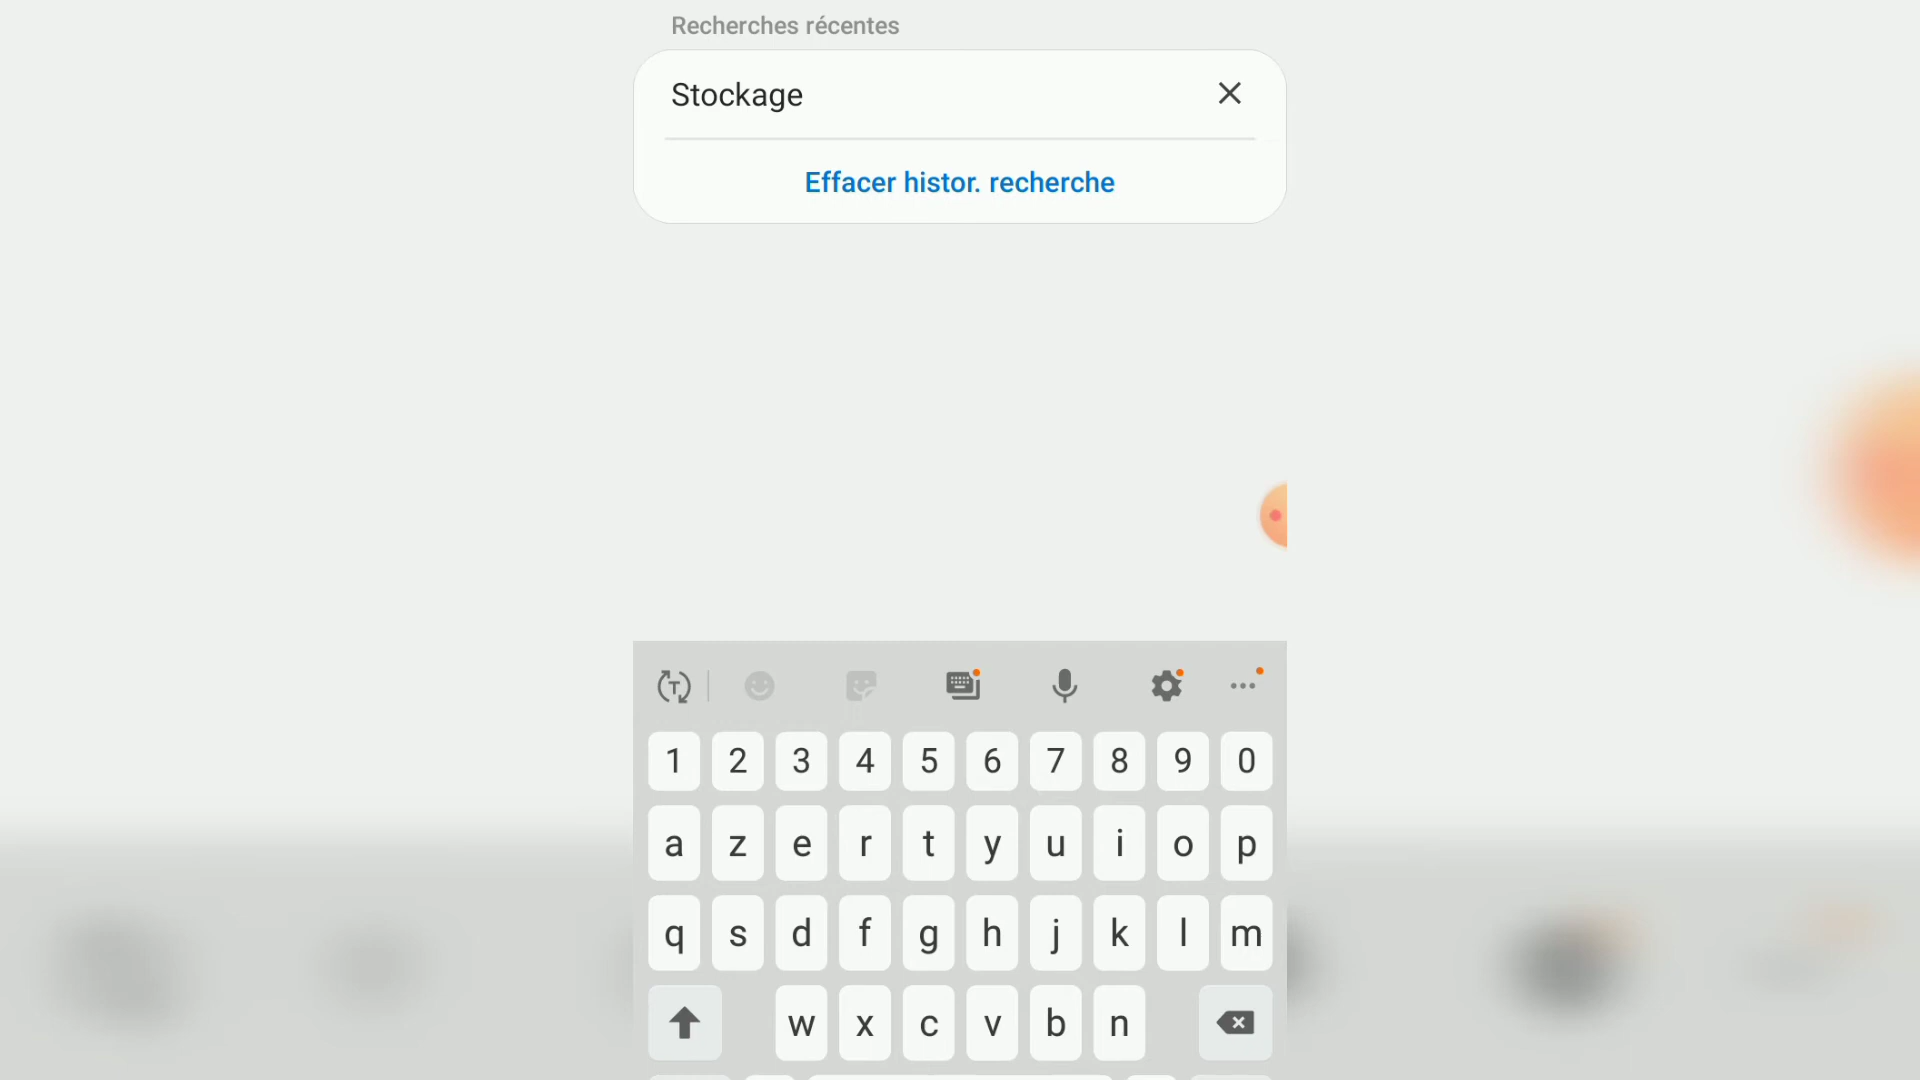 Recherches récentes
Stockage
Effacer histor. recherche
1 2 3 4 5 6 7 8 9 0
a z e r t y u i o p
q s d f g h j k l m
w x c v b n